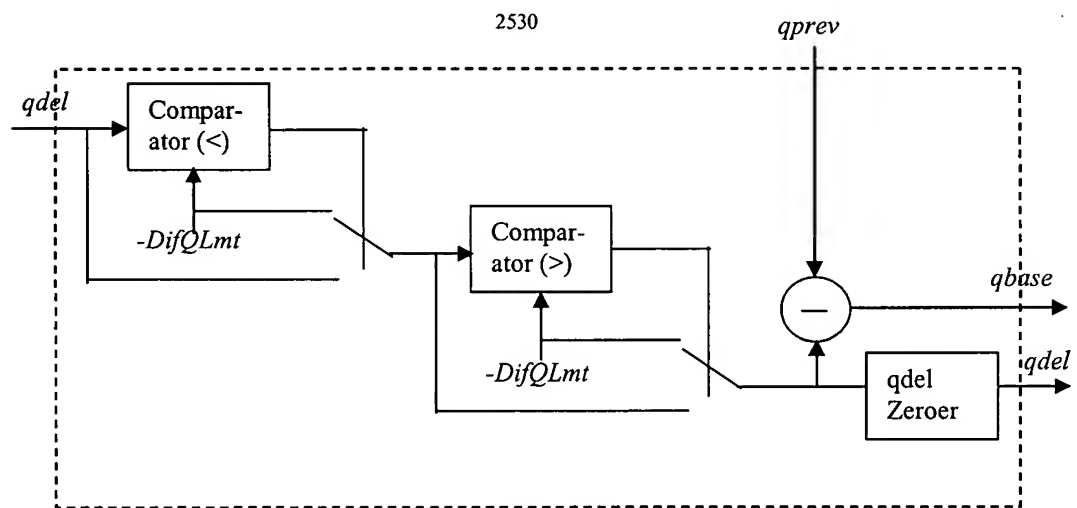 2530
qprev
qdel
Compar-
ator (<)
-DifQLmt
Compar-
ator (>)
-DifQLmt
—
qbase
qdel
qdel
Zeroer